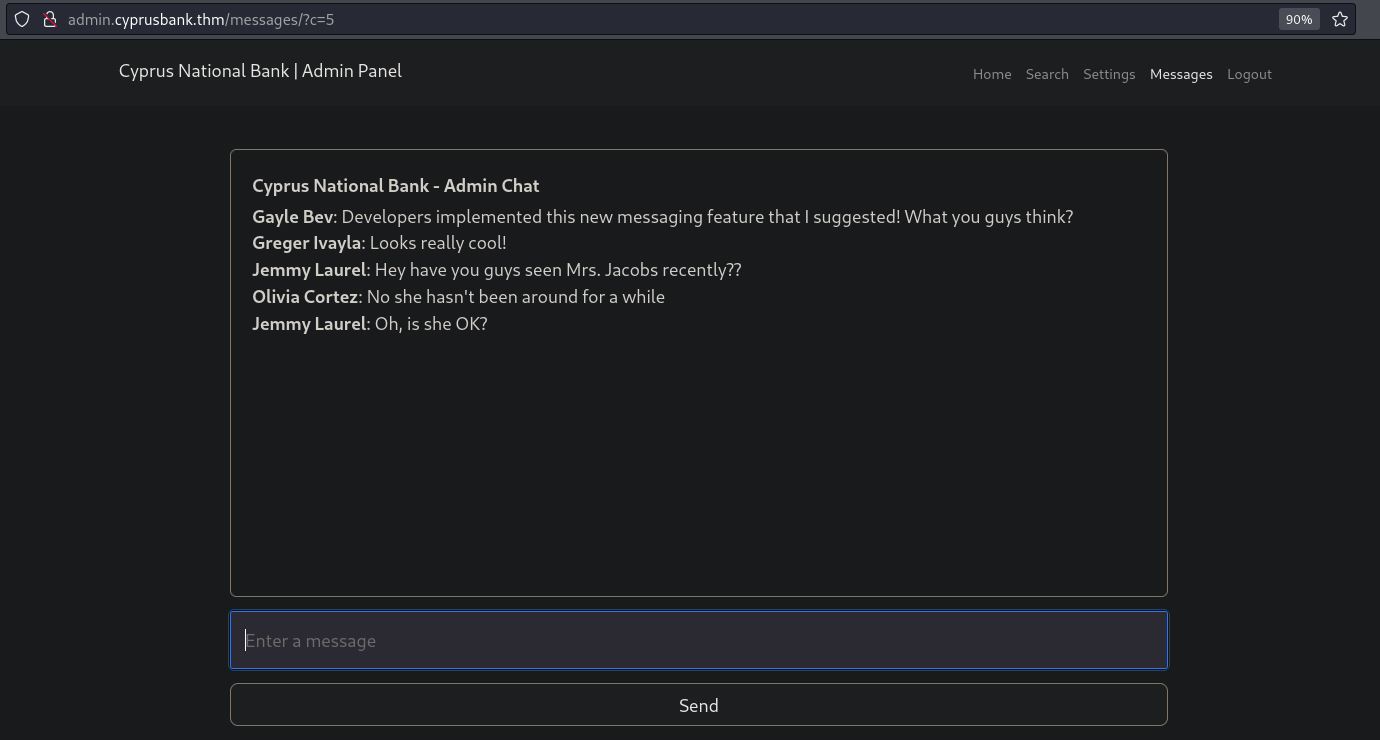 admin.cyprusbank.thm/messages/?c=5 90%
Cyprus National Bank | Admin Panel Home Search Settings Messages Logout
Cyprus National Bank - Admin Chat
Gayle Bev: Developers implemented this new messaging feature that I suggested! What you guys think?
Greger Ivayla: Looks really cool!
Jemmy Laurel: Hey have you guys seen Mrs. Jacobs recently??
Olivia Cortez: No she hasn't been around for a while
Jemmy Laurel: Oh, is she OK?
Enter a message
Send